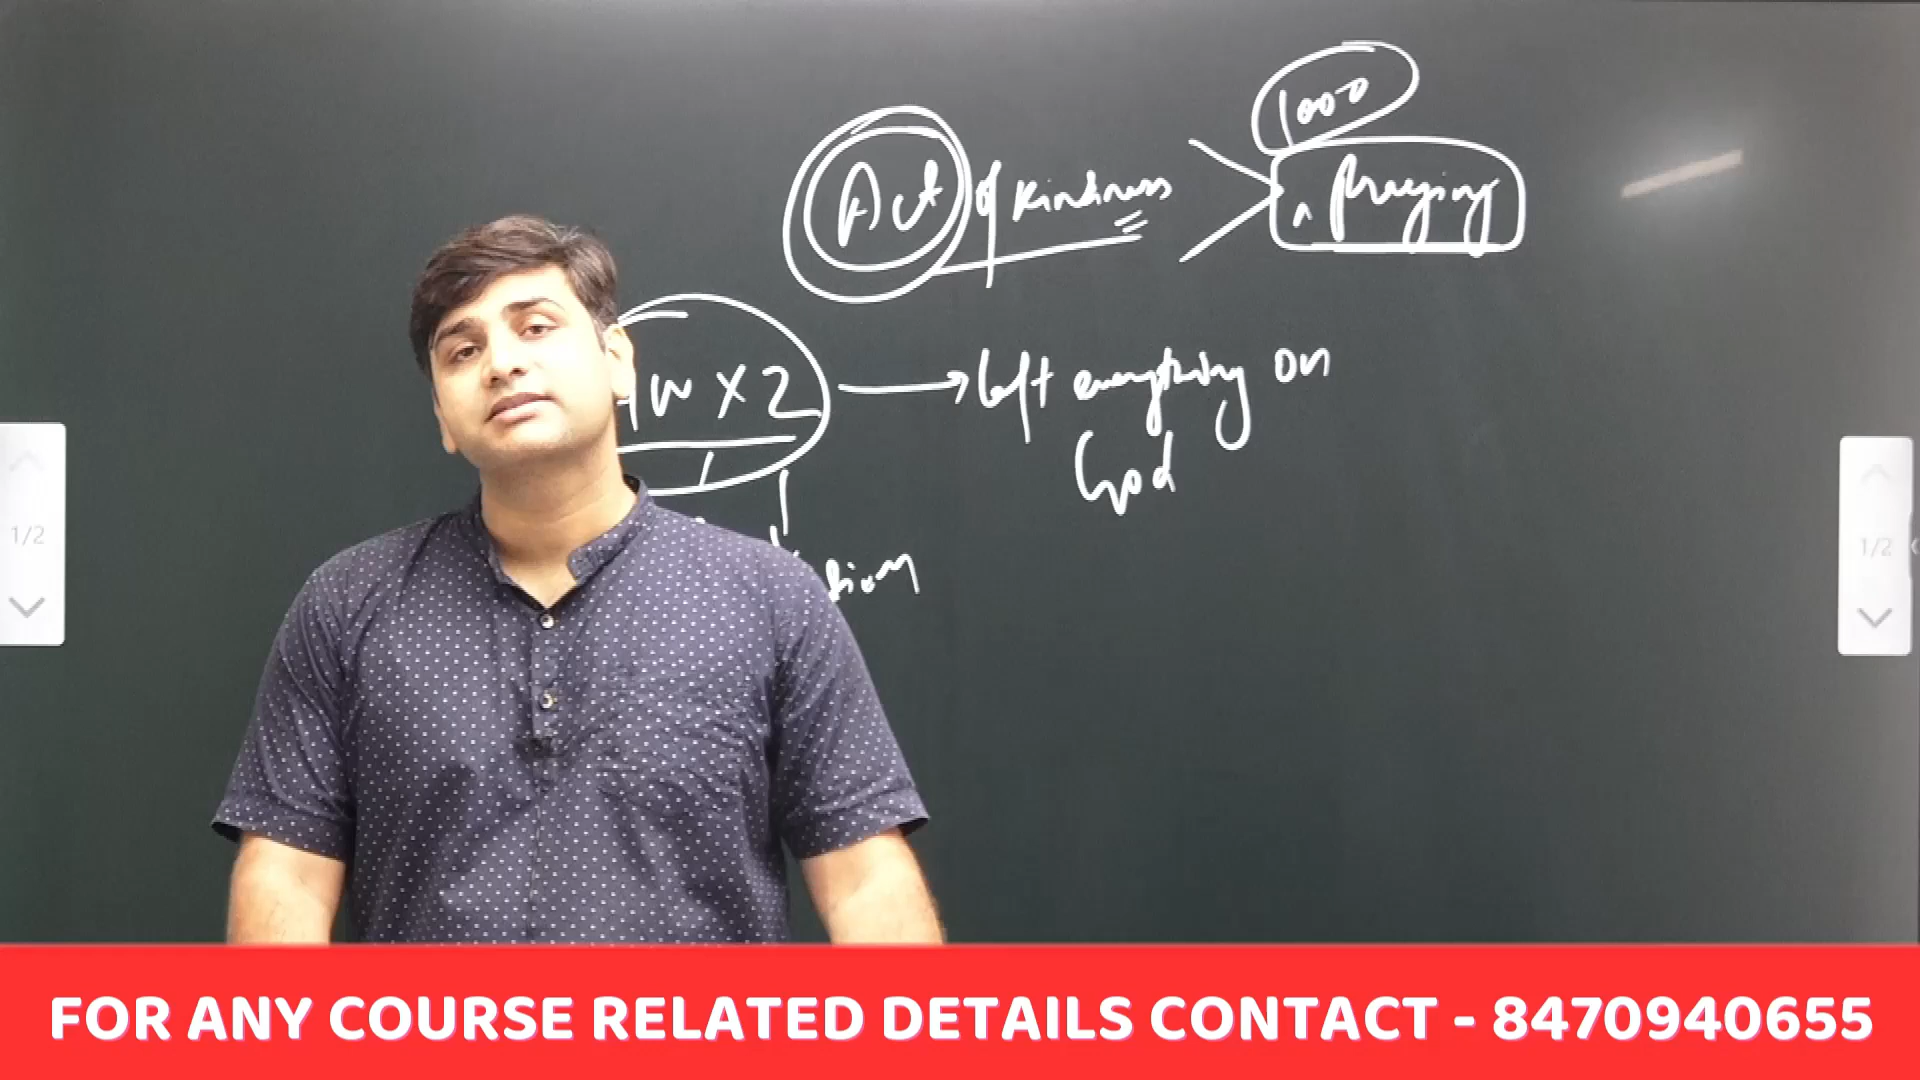 1000
Act of Kindness > n praying
HW X 2 → left everything on
God
1/2
1/2
FOR ANY COURSE RELATED DETAILS CONTACT - 8470940655